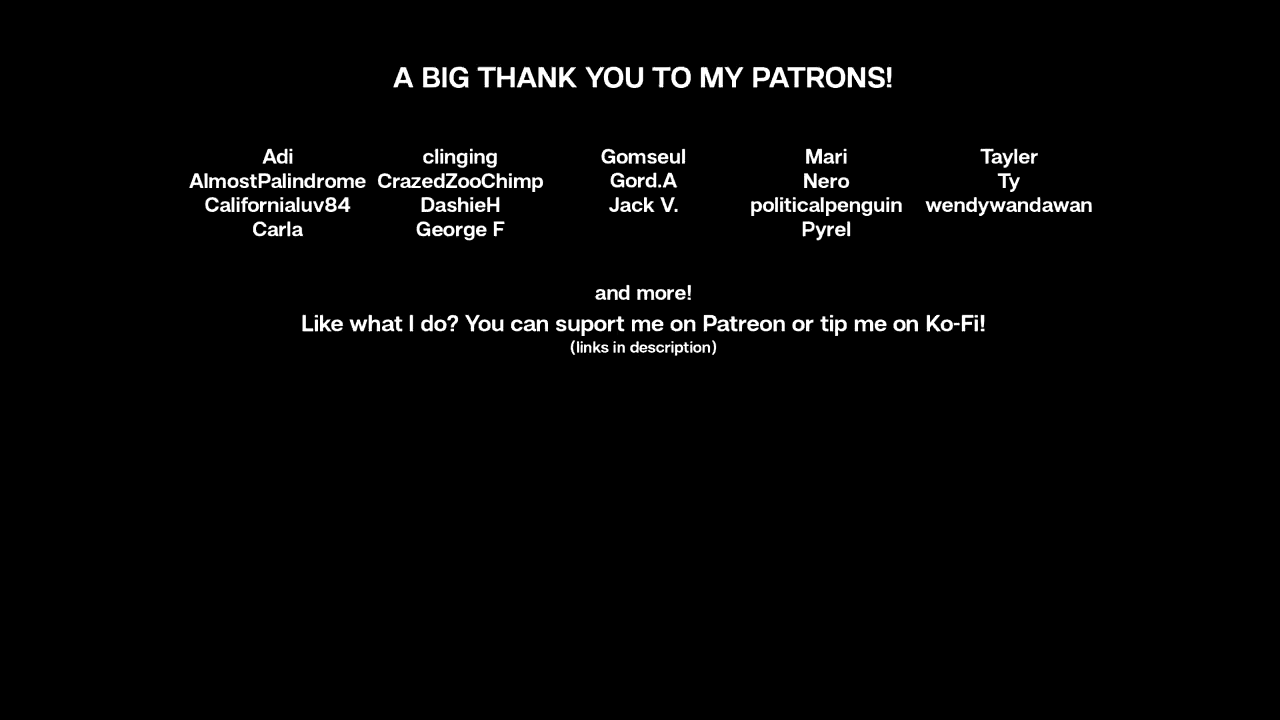 A BIG THANK YOU TO MY PATRONS!
Adi
AlmostPalindrome
Californialuv84
Carla
clinging
CrazedZooChimp
DashieH
George F
Gomseul
Gord.A
Jack V.
Mari
Nero
politicalpenguin
Pyrel
Tayler
Ty
wendywandawan
and more!
Like what I do? You can suport me on Patreon or tip me on Ko-Fi!
(links in description)